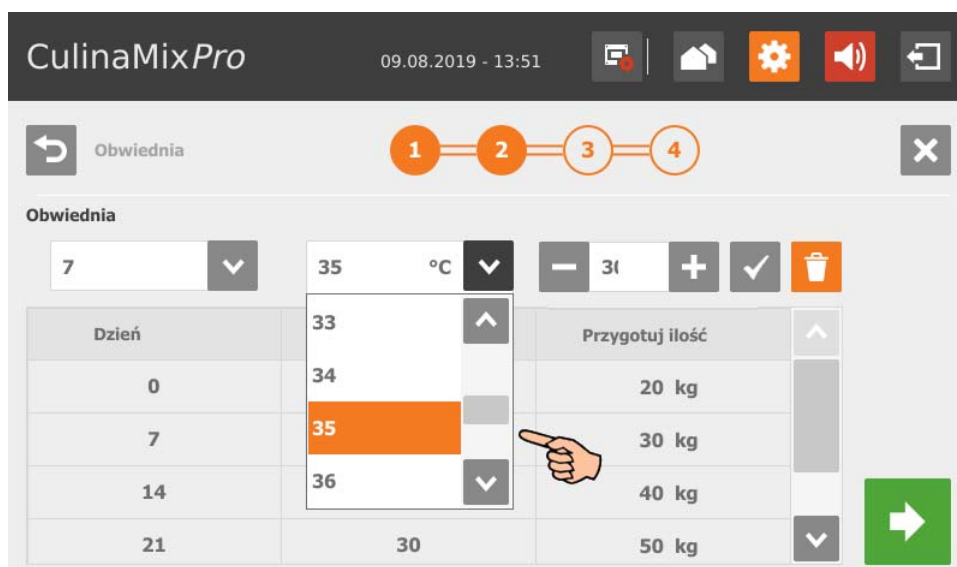 CulinaMixPro 09.08.2019 - 13:51
Obwiednia 1 2 3 4
Obwiednia
7 35 °C
Dzień Przygotuj ilość
33
34
35
36
0 20 kg
7 30 kg
14 40 kg
21 30 50 kg